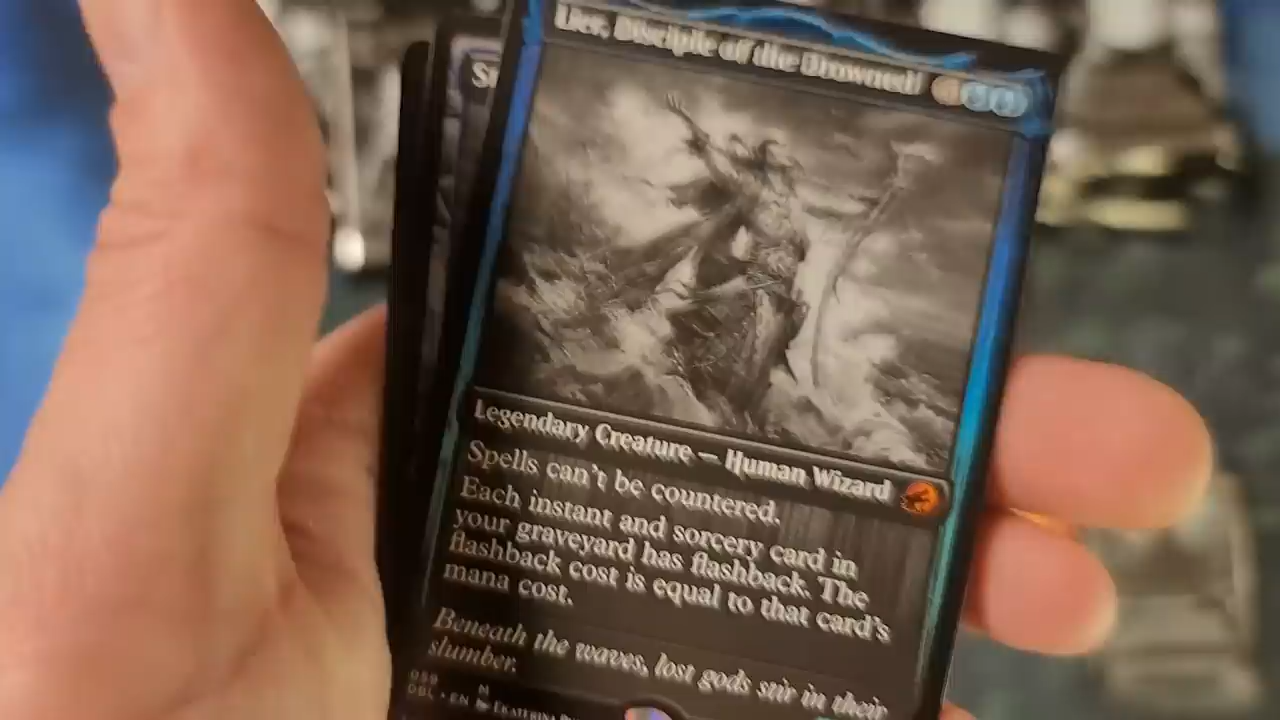 Lier, Disciple of the Drowned
Legendary Creature — Human Wizard
Spells can't be countered.
Each instant and sorcery card in
your graveyard has flashback. The
flashback cost is equal to that card's
mana cost.
Beneath the waves, lost gods stir in their
slumber.
059 M
DBL • EN EKATERINA